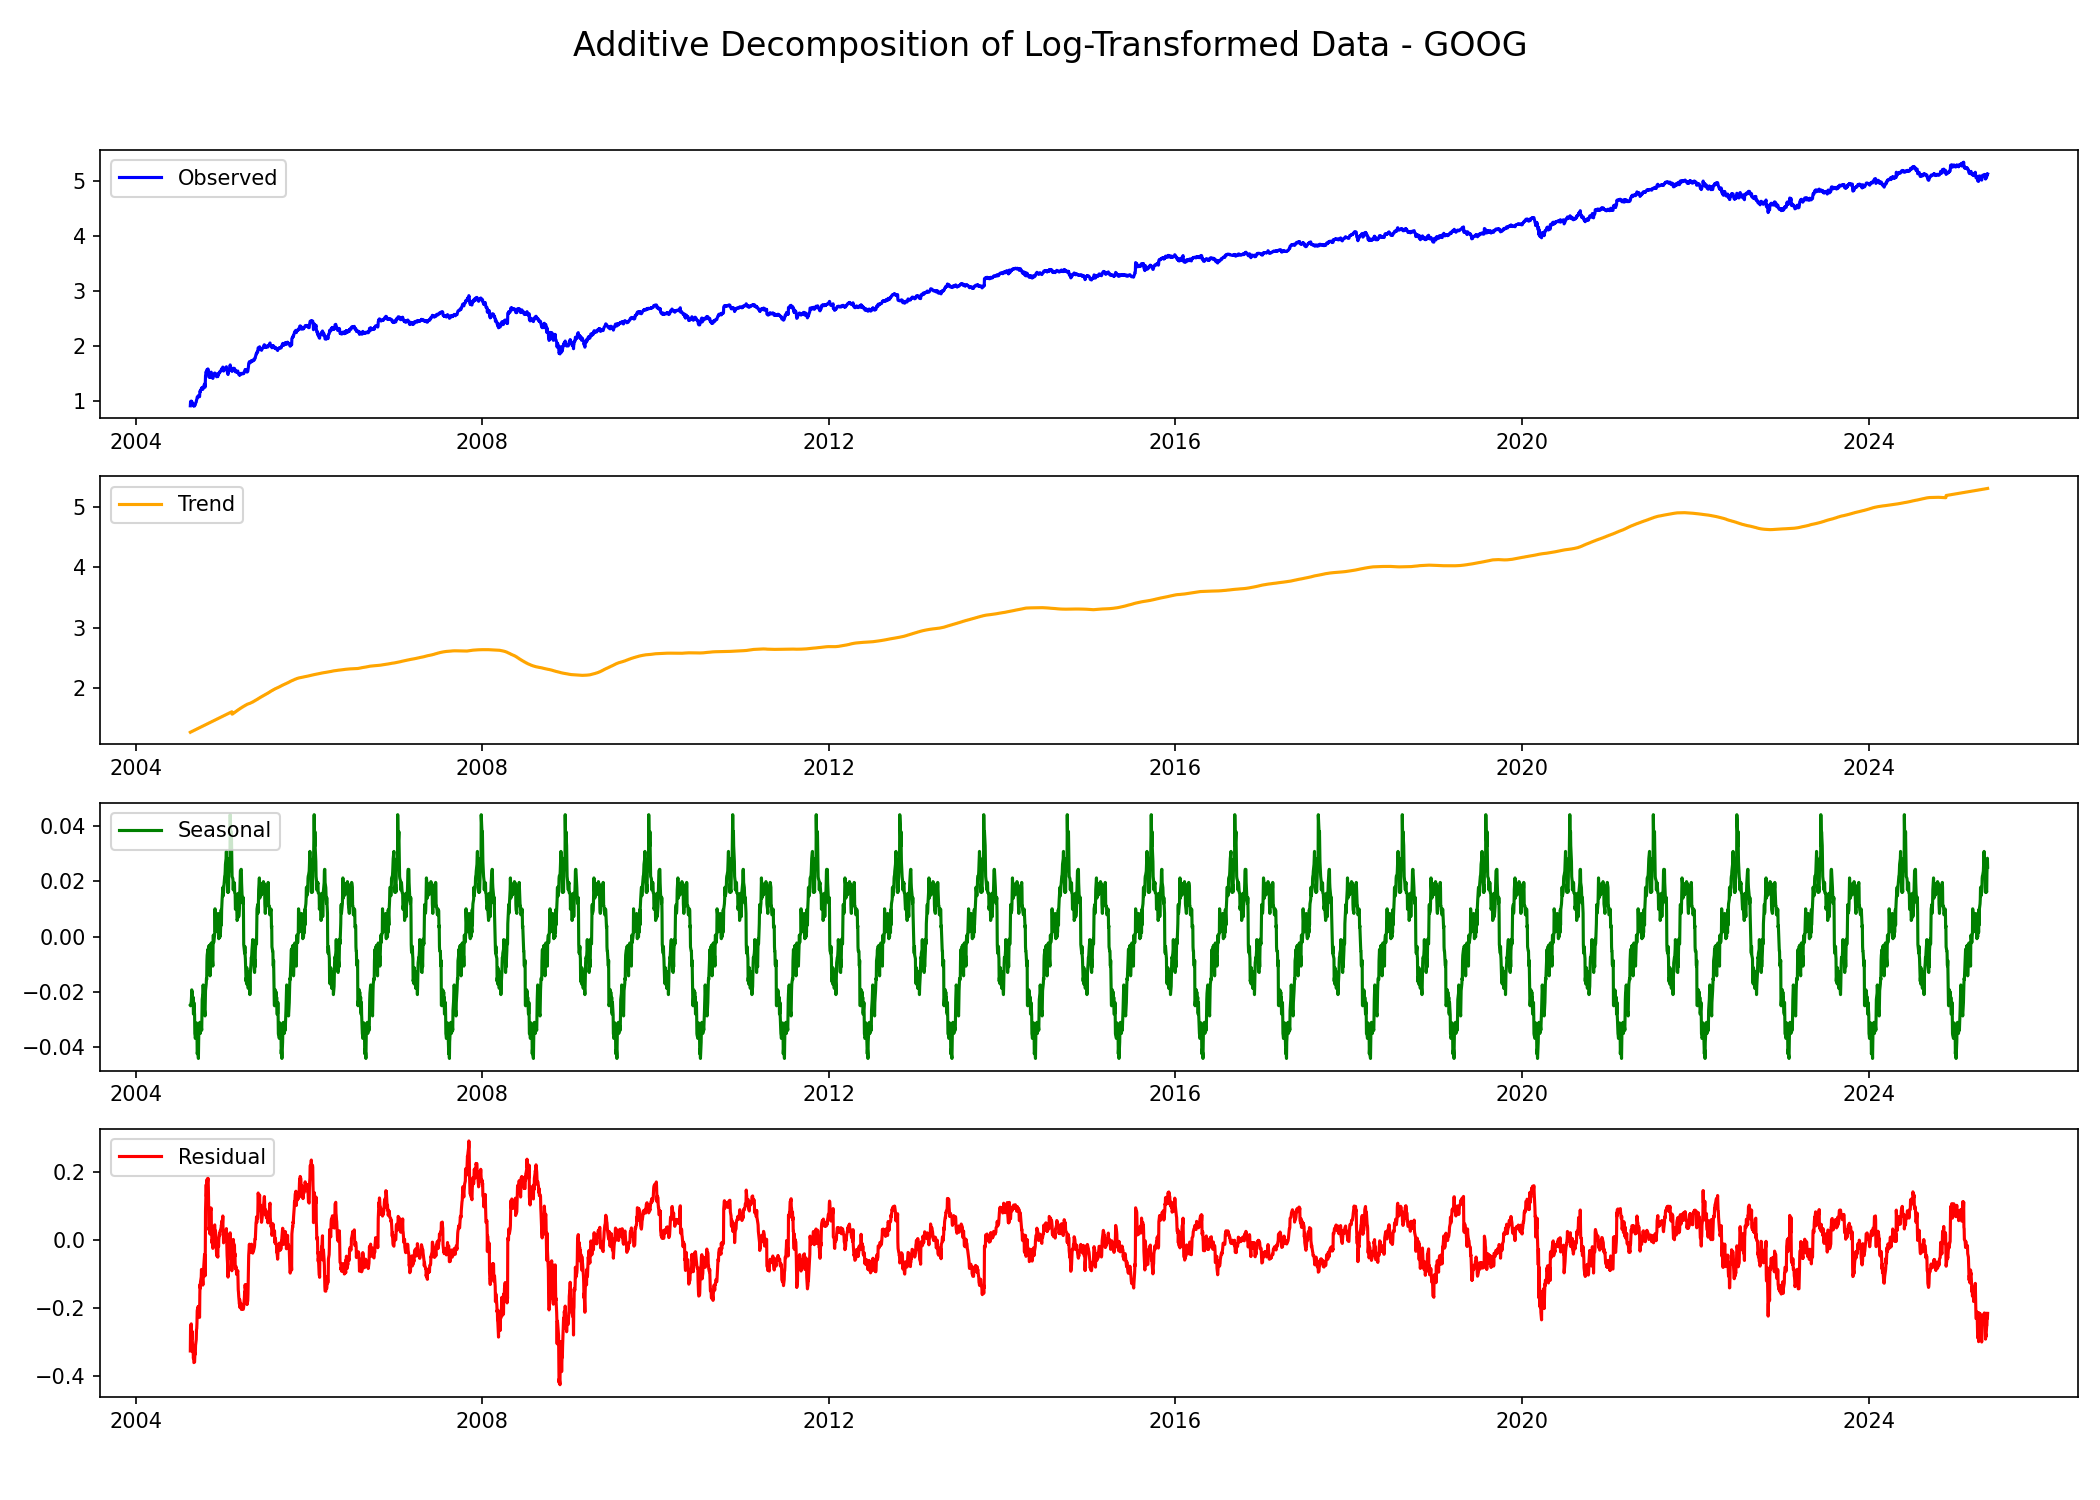 Additive Decomposition of Log-Transformed Data - GOOG
Observed
5
4
3
2
1
2004 2008 2012 2016 2020 2024
Trend
5
4
3
2
2004 2008 2012 2016 2020 2024
Seasonal
0.04
0.02
0.00
−0.02
−0.04
2004 2008 2012 2016 2020 2024
Residual
0.2
0.0
−0.2
−0.4
2004 2008 2012 2016 2020 2024